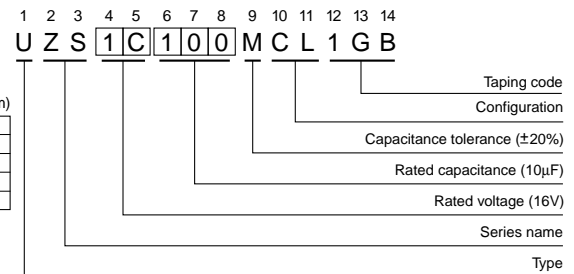 1 2 3 4 5 6 7 8 9 10 11 12 13 14
U Z S 1 C 1 0 0 M C L 1 G B
Taping code
Configuration
Capacitance tolerance (±20%)
Rated capacitance (10μF)
Rated voltage (16V)
Series name
Type